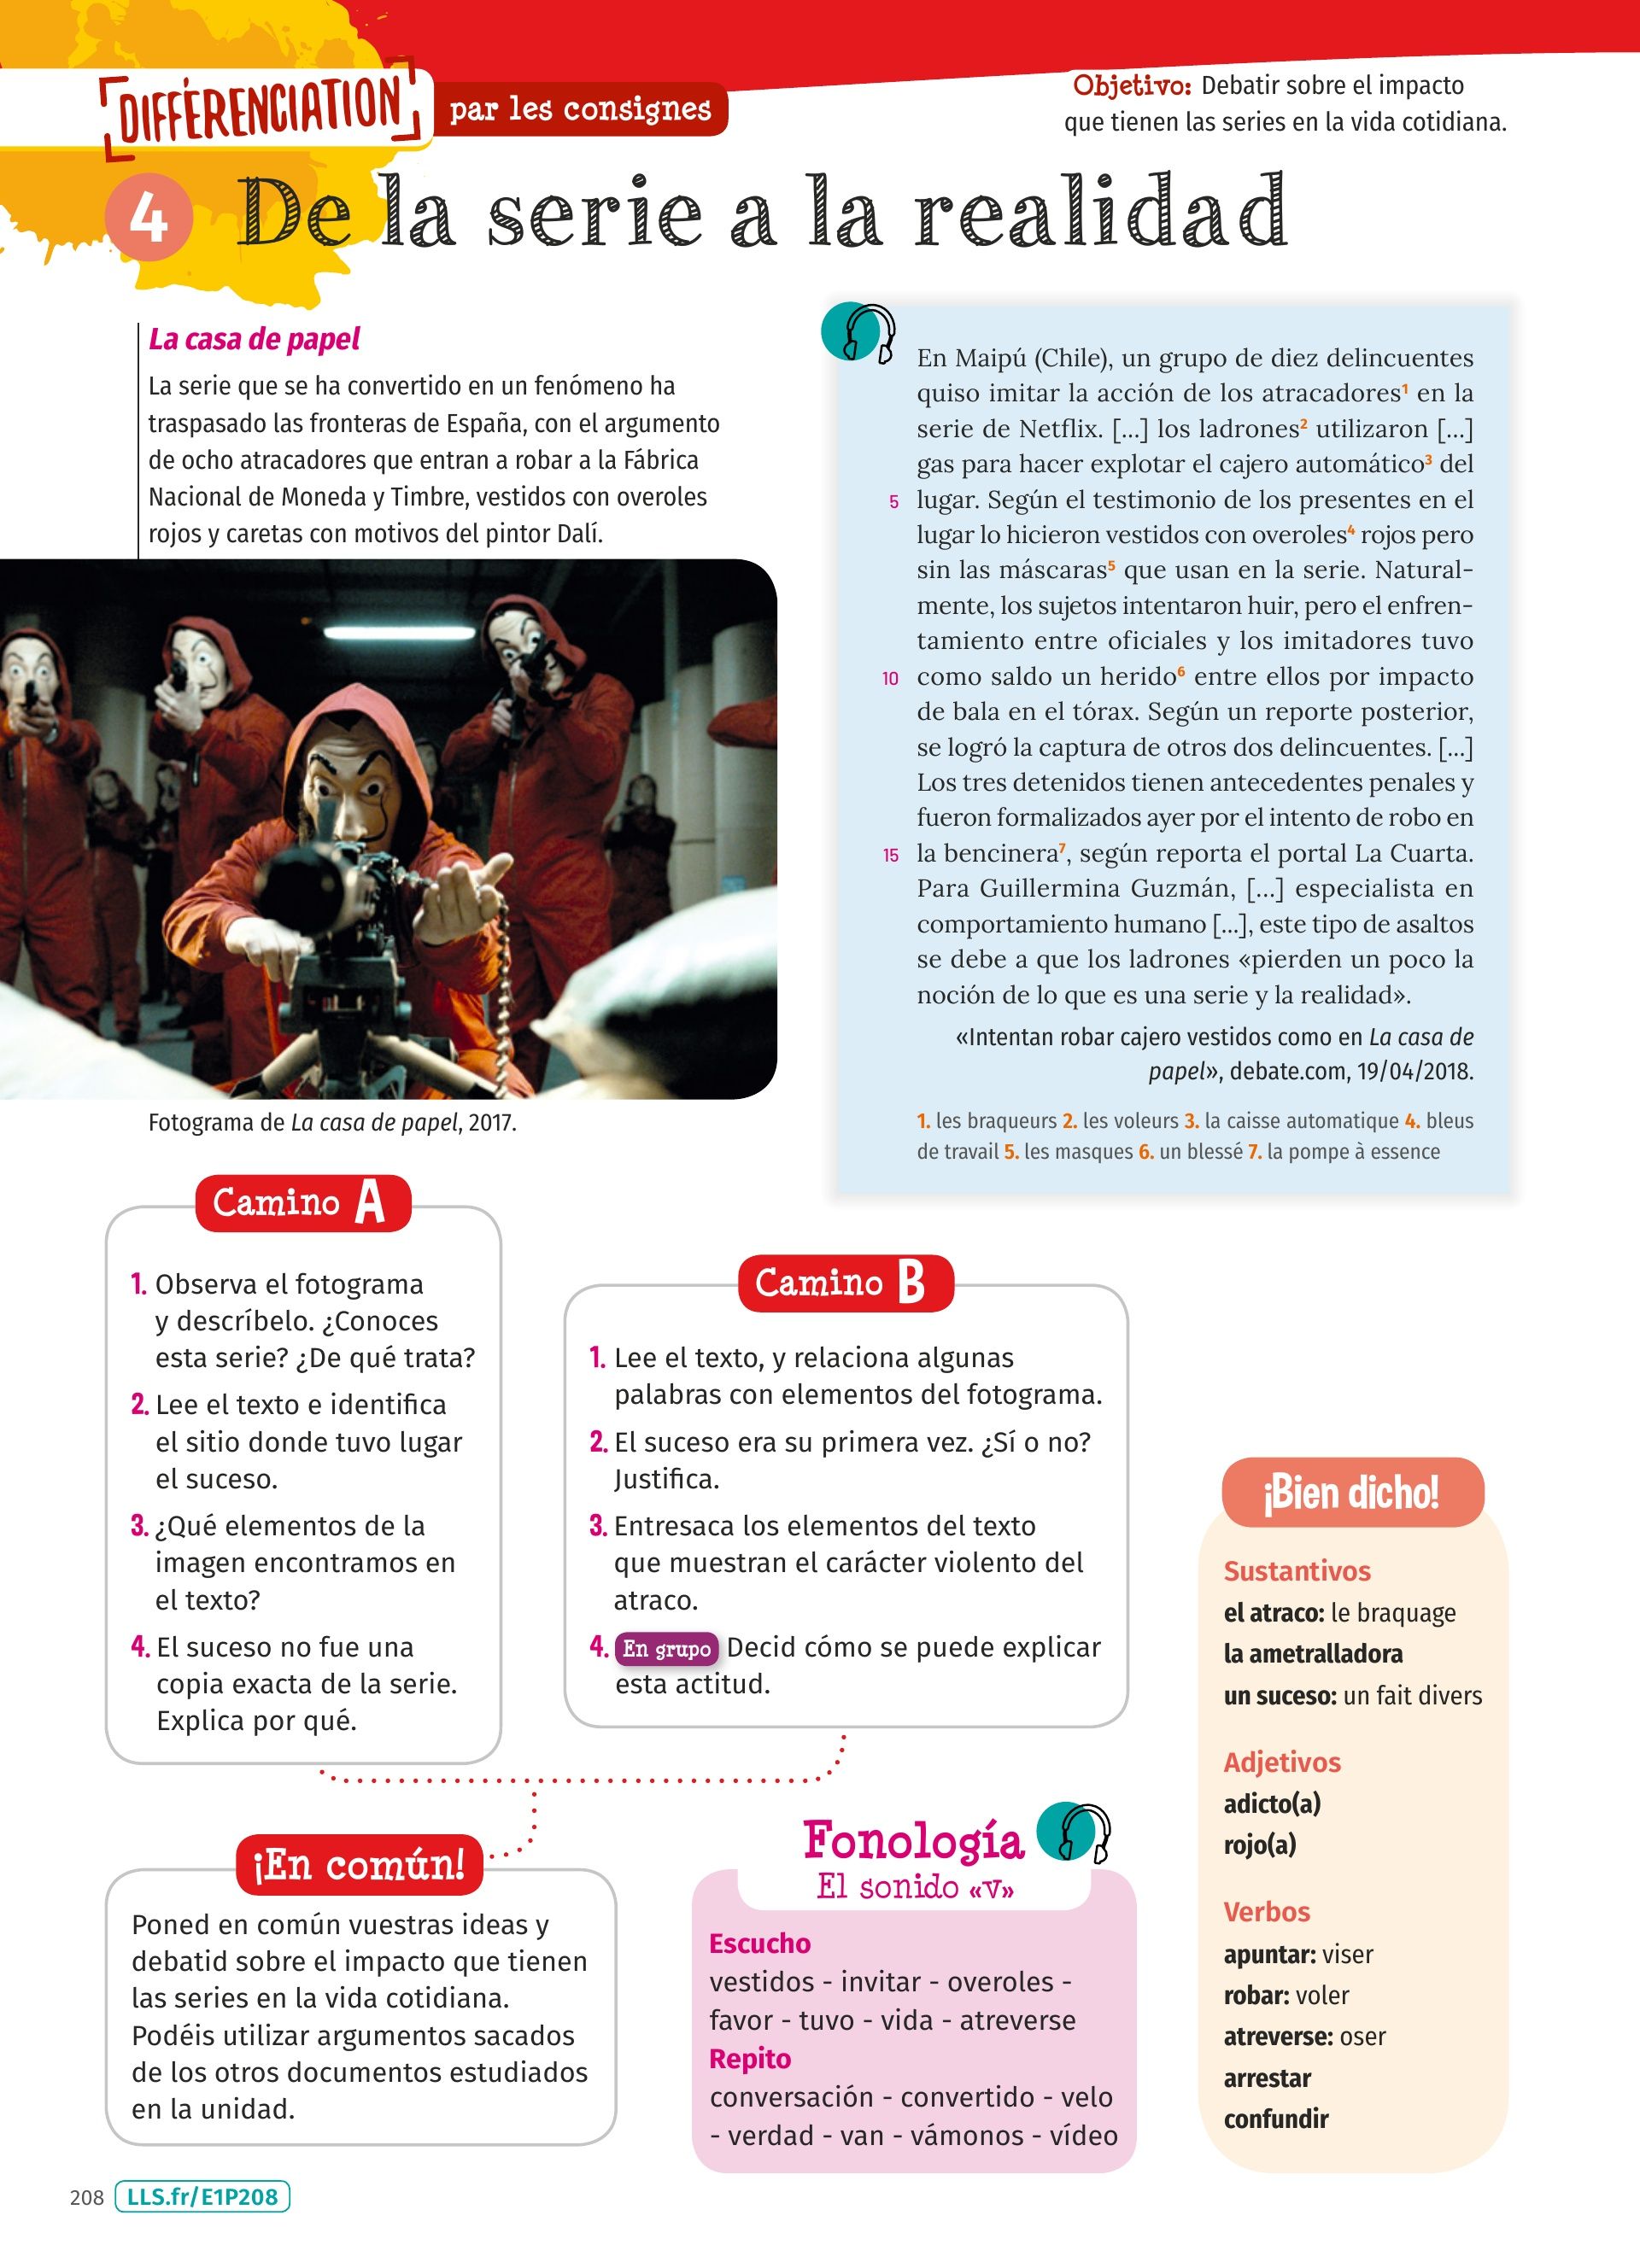 DIFFÉRENCIATION par les consignes
Objetivo: Debatir sobre el impacto
que tienen las series en la vida cotidiana.
4 De la serie a la realidad
La casa de papel
La serie que se ha convertido en un fenómeno ha
traspasado las fronteras de España, con el argumento
de ocho atracadores que entran a robar a la Fábrica
Nacional de Moneda y Timbre, vestidos con overoles
rojos y caretas con motivos del pintor Dalí.
Fotograma de La casa de papel, 2017.
En Maipú (Chile), un grupo de diez delincuentes
quiso imitar la acción de los atracadores1 en la
serie de Netflix. [...] los ladrones2 utilizaron [...]
gas para hacer explotar el cajero automático3 del
5 lugar. Según el testimonio de los presentes en el
lugar lo hicieron vestidos con overoles4 rojos pero
sin las máscaras5 que usan en la serie. Natural-
mente, los sujetos intentaron huir, pero el enfren-
tamiento entre oficiales y los imitadores tuvo
10 como saldo un herido6 entre ellos por impacto
de bala en el tórax. Según un reporte posterior,
se logró la captura de otros dos delincuentes. [...]
Los tres detenidos tienen antecedentes penales y
fueron formalizados ayer por el intento de robo en
15 la bencinera7, según reporta el portal La Cuarta.
Para Guillermina Guzmán, [...] especialista en
comportamiento humano [...], este tipo de asaltos
se debe a que los ladrones «pierden un poco la
noción de lo que es una serie y la realidad».
«Intentan robar cajero vestidos como en La casa de
papel», debate.com, 19/04/2018.
1. les braqueurs 2. les voleurs 3. la caisse automatique 4. bleus
de travail 5. les masques 6. un blessé 7. la pompe à essence
Camino A
1. Observa el fotograma
y descríbelo. ¿Conoces
esta serie? ¿De qué trata?
2. Lee el texto e identifica
el sitio donde tuvo lugar
el suceso.
3. ¿Qué elementos de la
imagen encontramos en
el texto?
4. El suceso no fue una
copia exacta de la serie.
Explica por qué.
Camino B
1. Lee el texto, y relaciona algunas
palabras con elementos del fotograma.
2. El suceso era su primera vez. ¿Sí o no?
Justifica.
3. Entresaca los elementos del texto
que muestran el carácter violento del
atraco.
4. En grupo Decid cómo se puede explicar
esta actitud.
¡En común!
Poned en común vuestras ideas y
debatid sobre el impacto que tienen
las series en la vida cotidiana.
Podéis utilizar argumentos sacados
de los otros documentos estudiados
en la unidad.
Fonología
El sonido «v»
Escucho
vestidos - invitar - overoles -
favor - tuvo - vida - atreverse
Repito
conversación - convertido - velo
- verdad - van - vámonos - vídeo
¡Bien dicho!
Sustantivos
el atraco: le braquage
la ametralladora
un suceso: un fait divers
Adjetivos
adicto(a)
rojo(a)
Verbos
apuntar: viser
robar: voler
atreverse: oser
arrestar
confundir
208 LLS.fr/E1P208